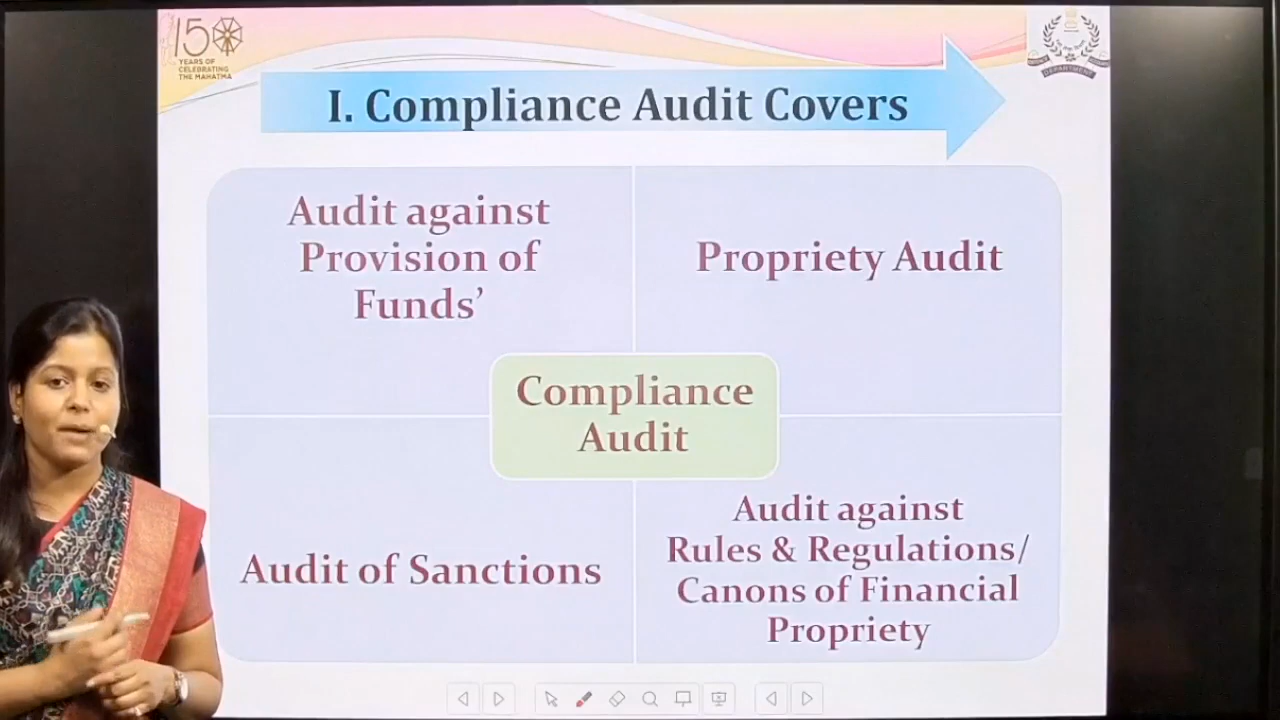 150
YEARS OF
CELEBRATING
THE MAHATMA
I. Compliance Audit Covers
Audit against
Provision of
Funds’
Propriety Audit
Compliance
Audit
Audit of Sanctions
Audit against
Rules & Regulations/
Canons of Financial
Propriety
DEPARTMENT